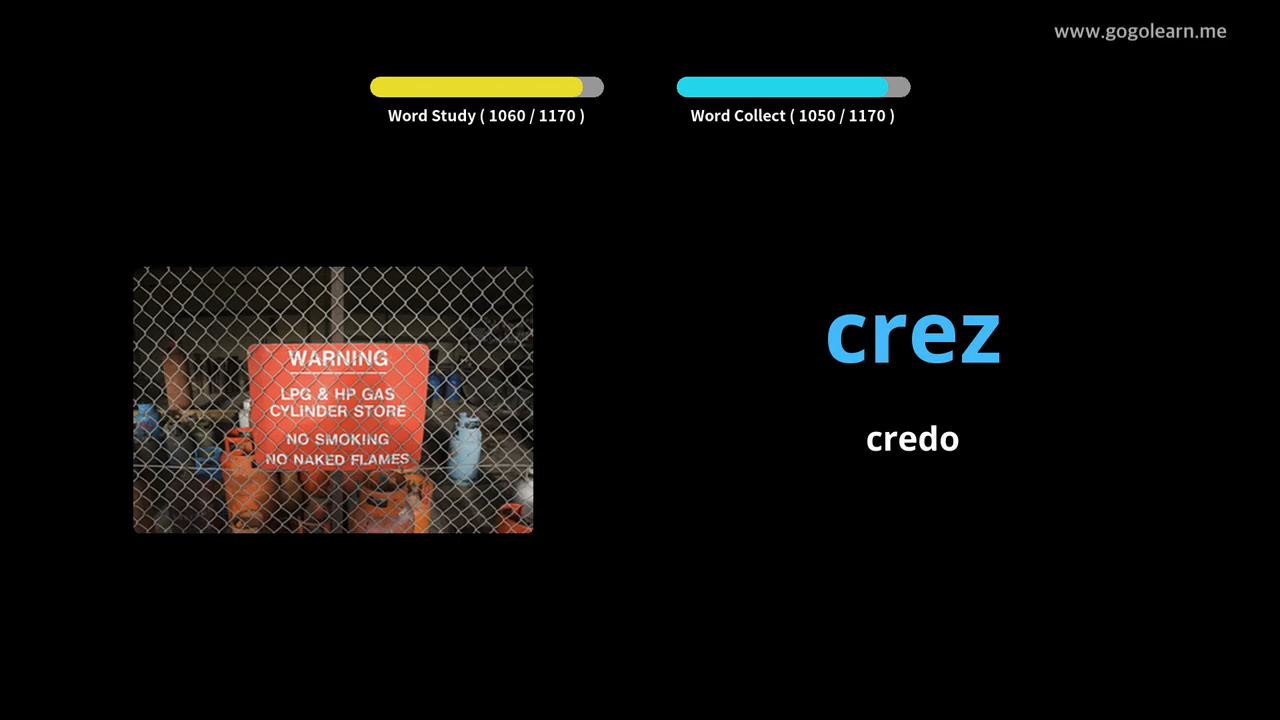 www.gogolearn.me
Word Study ( 1060 / 1170 )
Word Collect ( 1050 / 1170 )
WARNING
LPG & HP GAS
CYLINDER STORE
NO SMOKING
NO NAKED FLAMES
crez
credo